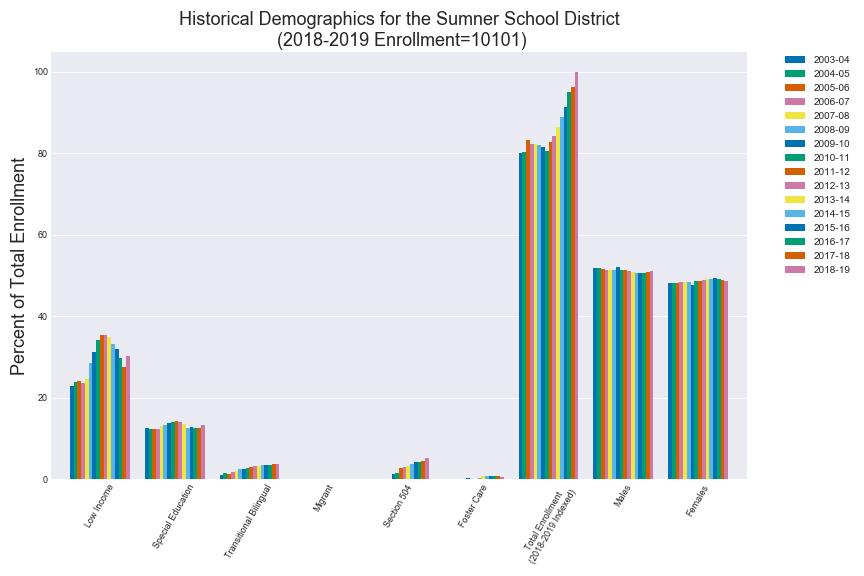 Historical Demographics for the Sumner School District
(2018-2019 Enrollment=10101)
Percent of Total Enrollment
100
80
60
40
20
0
Low Income
Special Education
Transitional Bilingual
Migrant
Section 504
Foster Care
Total Enrollment
(2018-2019 Indexed)
Males
Females
2003-04
2004-05
2005-06
2006-07
2007-08
2008-09
2009-10
2010-11
2011-12
2012-13
2013-14
2014-15
2015-16
2016-17
2017-18
2018-19